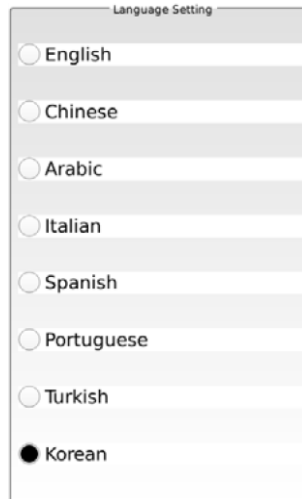 Language Setting
English
Chinese
Arabic
Italian
Spanish
Portuguese
Turkish
Korean